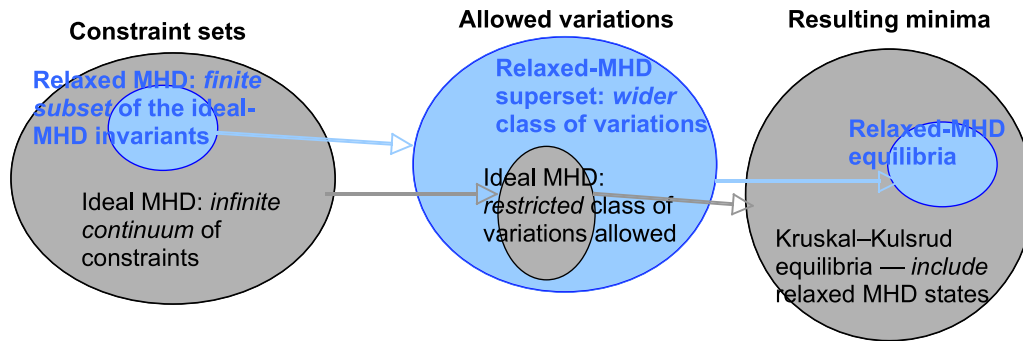 Constraint sets
Relaxed MHD: finite
subset of the ideal-
MHD invariants
Ideal MHD: infinite
continuum of
constraints
Allowed variations
Relaxed-MHD
superset: wider
class of variations
Ideal MHD:
restricted class of
variations allowed
Resulting minima
Relaxed-MHD
equilibria
Kruskal–Kulsrud
equilibria — include
relaxed MHD states